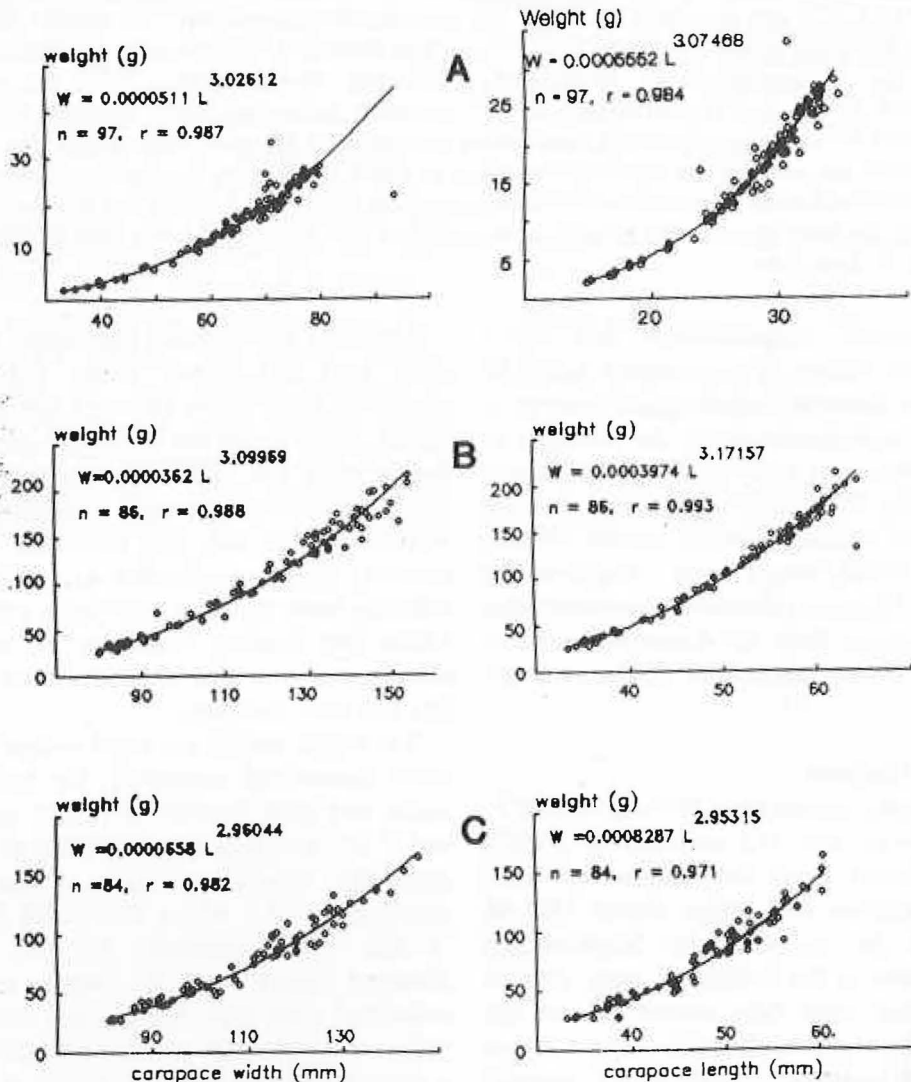 weight (g)
3.02612
W = 0.0000511 L
n = 97, r = 0.987
30
20
10
40
60
80
A
Weight (g)
3.07468
W = 0.0005552 L
n = 97, r = 0.984
25
15
5
20
30
weight (g)
3.09969
W=0.0000362 L
n = 86, r = 0.988
200
150
100
50
0
90
110
130
150
B
weight (g)
3.17157
W = 0.0003974 L
n = 86, r = 0.993
200
150
100
50
0
40
50
60
weight (g)
2.96044
W =0.0000658 L
n =84, r = 0.982
150
100
50
0
90
110
130
carapace width (mm)
C
weight (g)
2.95315
W =0.0008287 L
n = 84, r = 0.971
150
100
50
0
40
50
60
carapace length (mm)